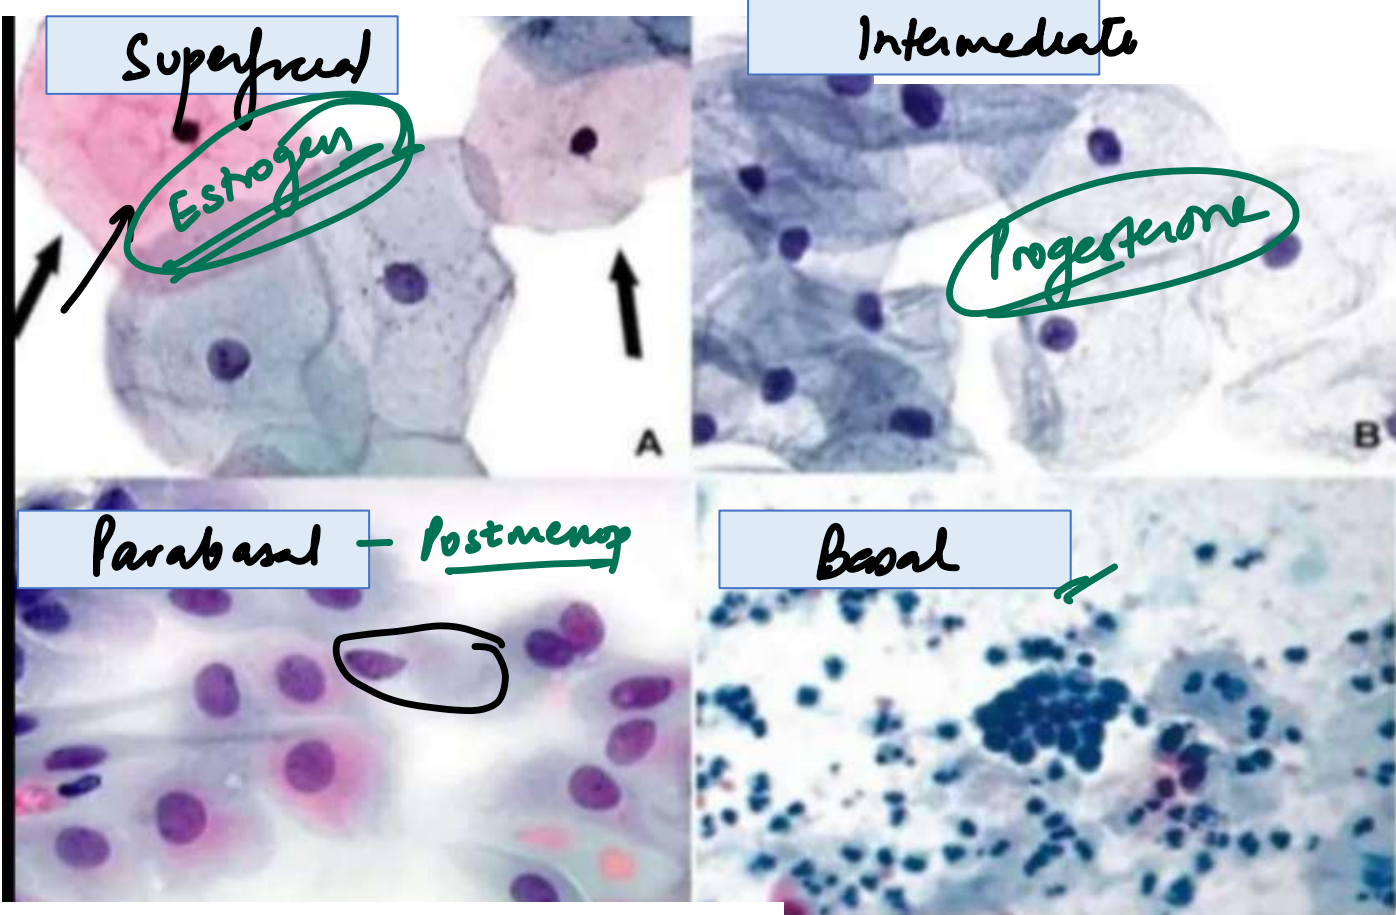 Superficial
Intermediate
Estrogen
Progesterone
A
B
Parabasal - Postmenop
Basal